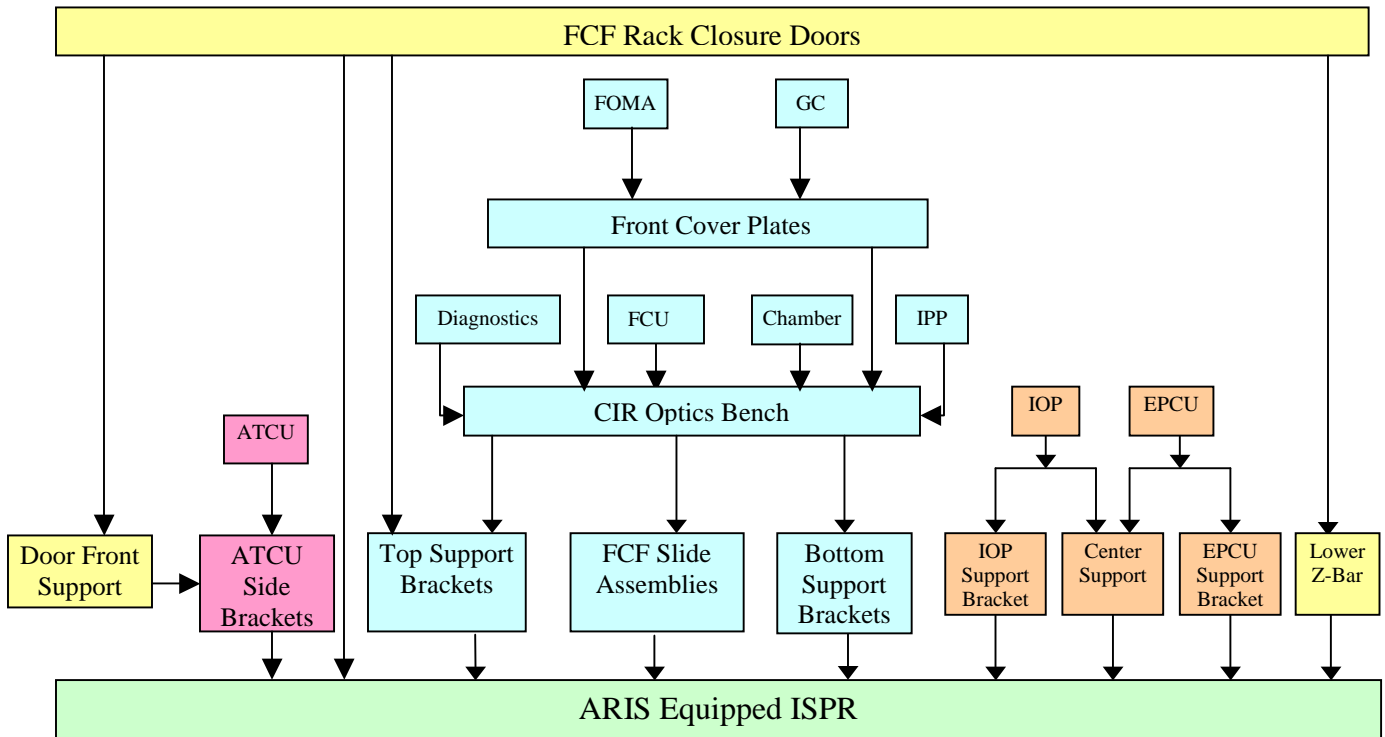 FCF Rack Closure Doors
FOMA
GC
Front Cover Plates
Diagnostics
FCU
Chamber
IPP
CIR Optics Bench
IOP
EPCU
ATCU
Door Front
Support
ATCU
Side
Brackets
Top Support
Brackets
FCF Slide
Assemblies
Bottom
Support
Brackets
IOP
Support
Bracket
Center
Support
EPCU
Support
Bracket
Lower
Z-Bar
ARIS Equipped ISPR